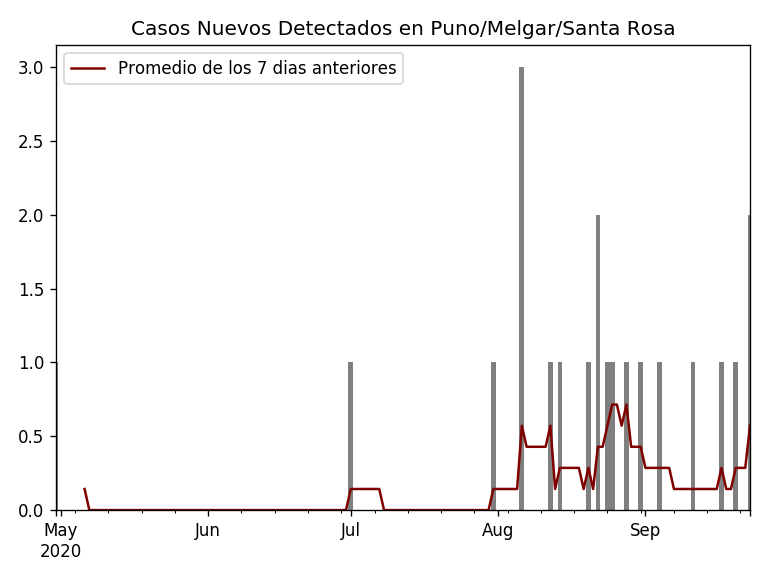 Casos Nuevos Detectados en Puno/Melgar/Santa Rosa
Promedio de los 7 dias anteriores
3.0
2.5
2.0
1.5
1.0
0.5
0.0
May Jun Jul Aug Sep
2020